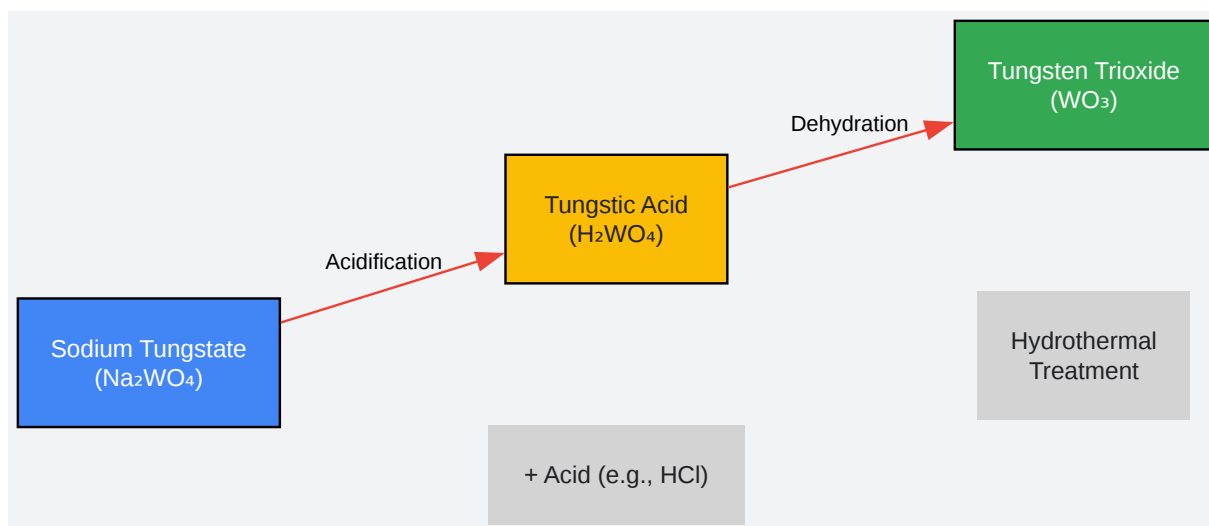 Tungsten Trioxide
(WO₃)
Dehydration
Tungstic Acid
(H₂WO₄)
Acidification
Sodium Tungstate
(Na₂WO₄)
Hydrothermal
Treatment
+ Acid (e.g., HCl)